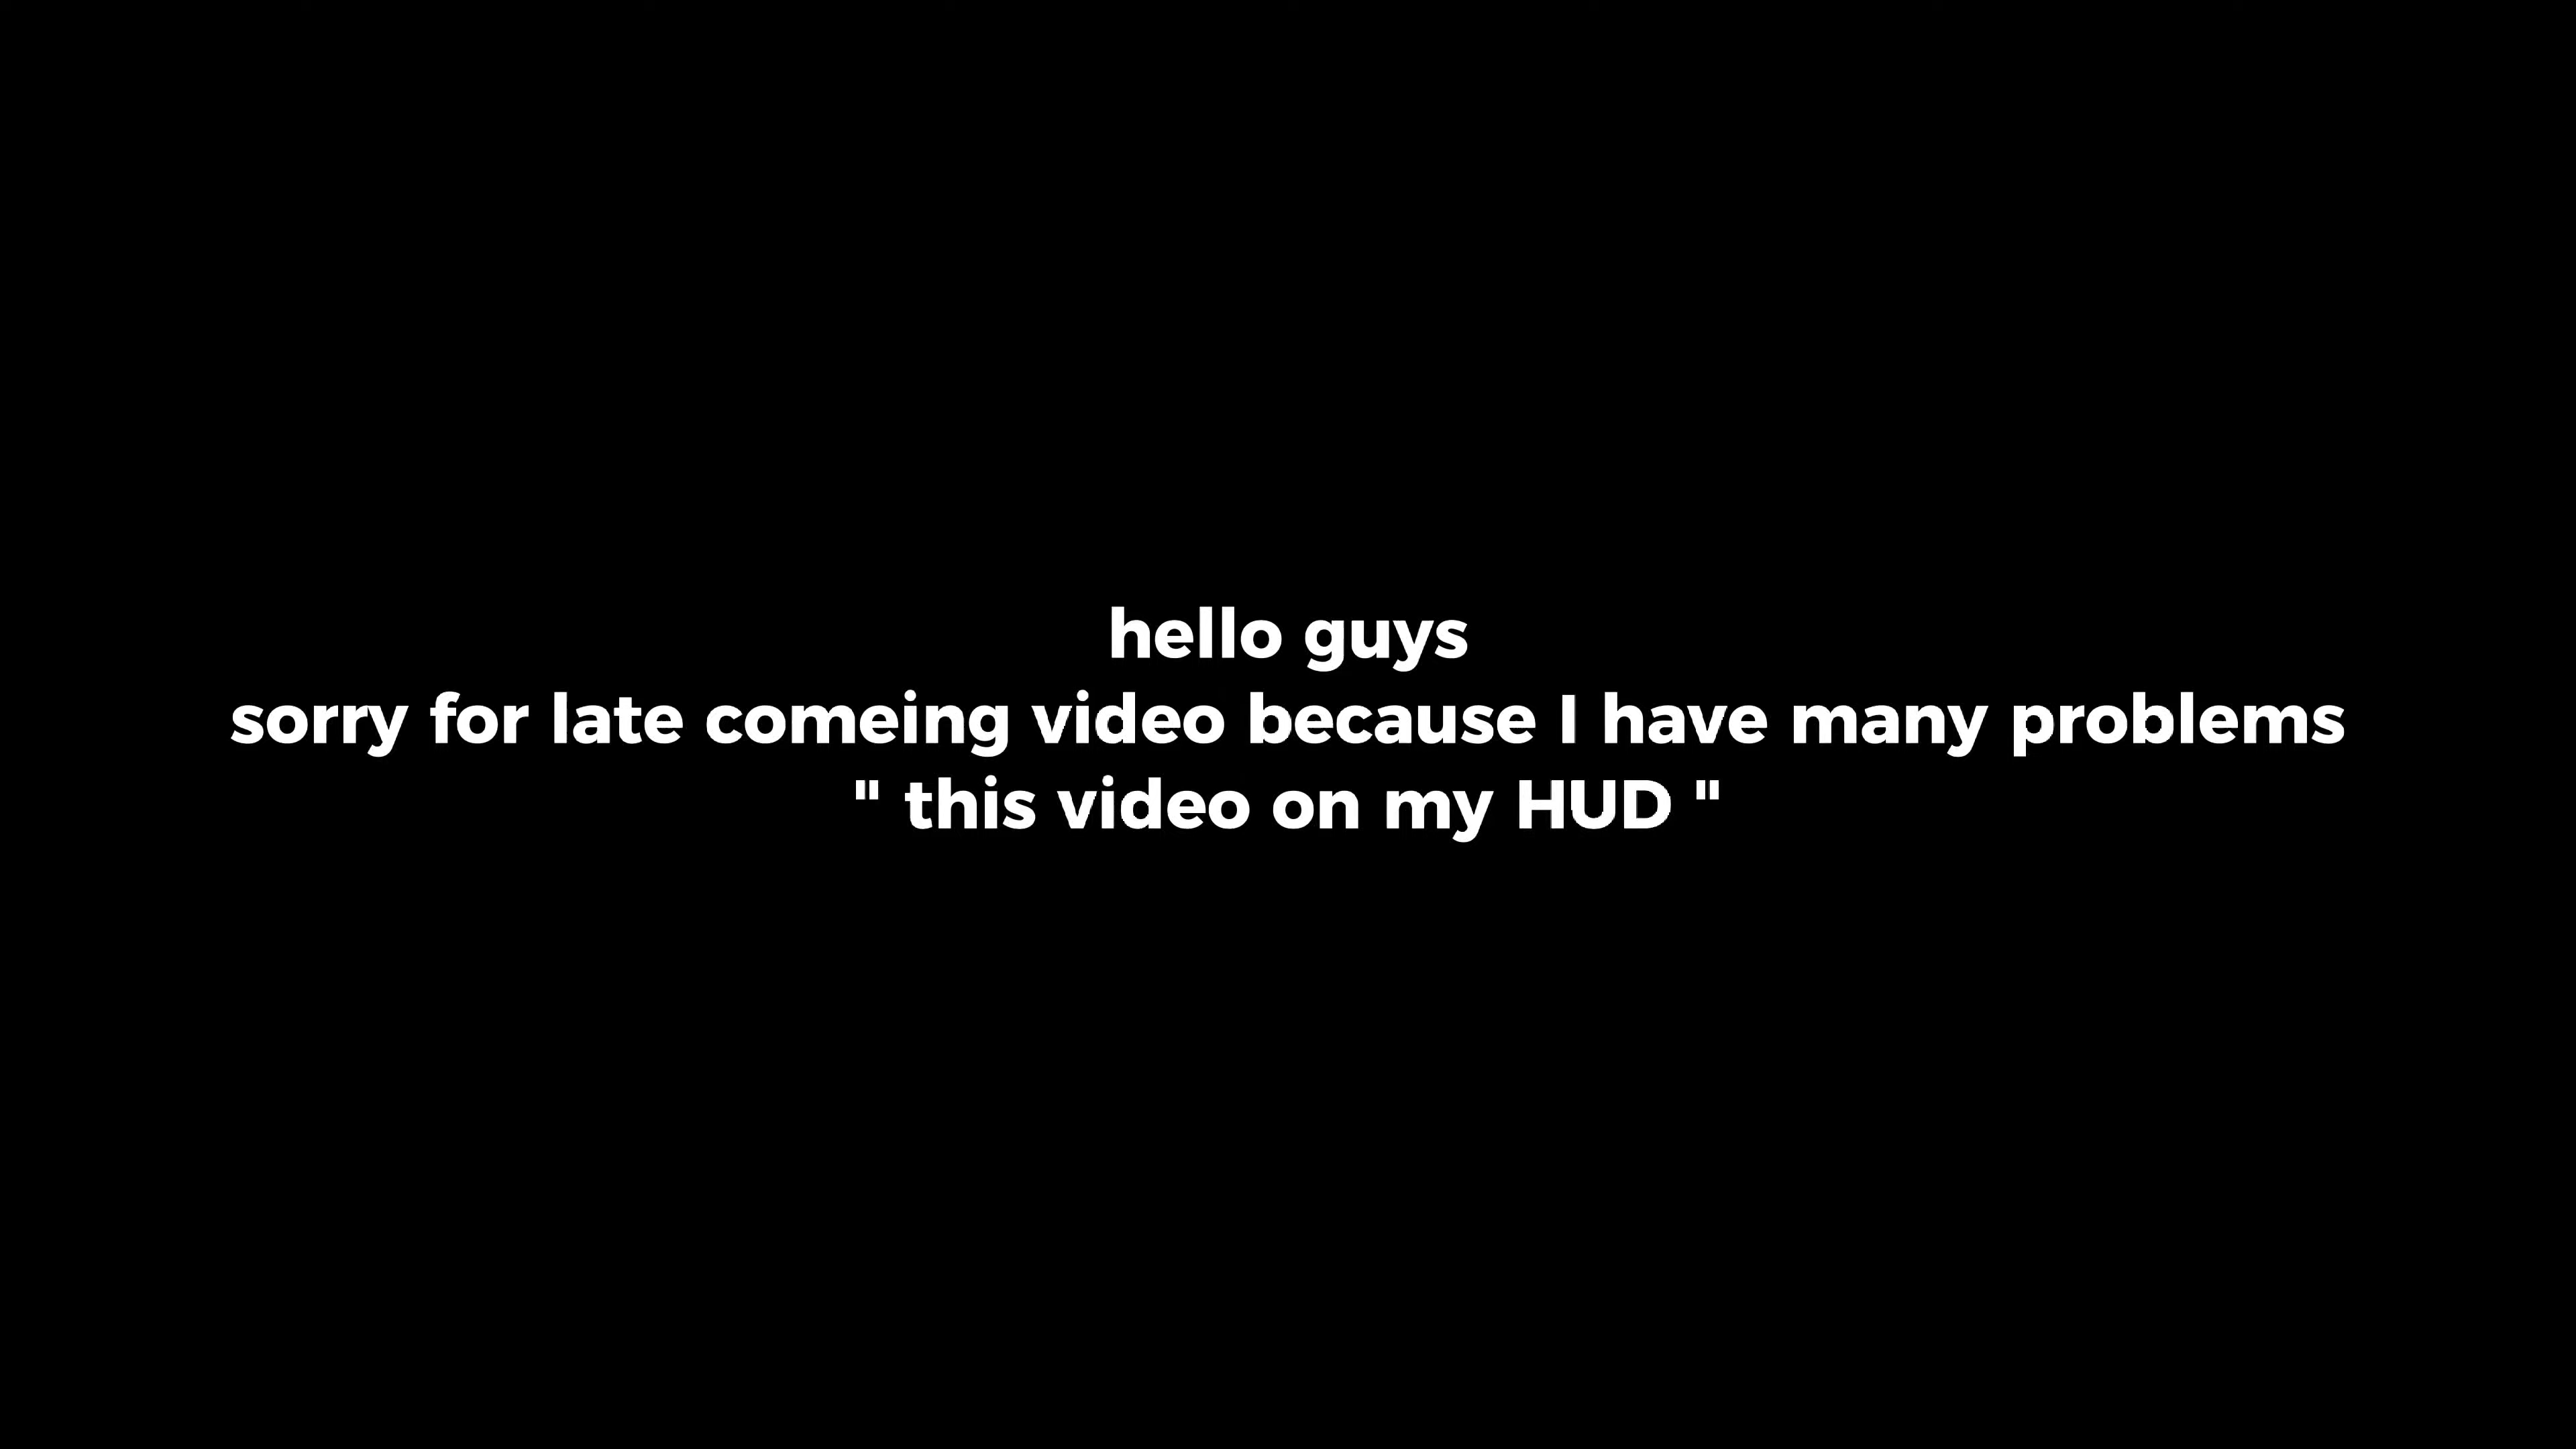 hello guys
sorry for late comeing video because I have many problems
" this video on my HUD "